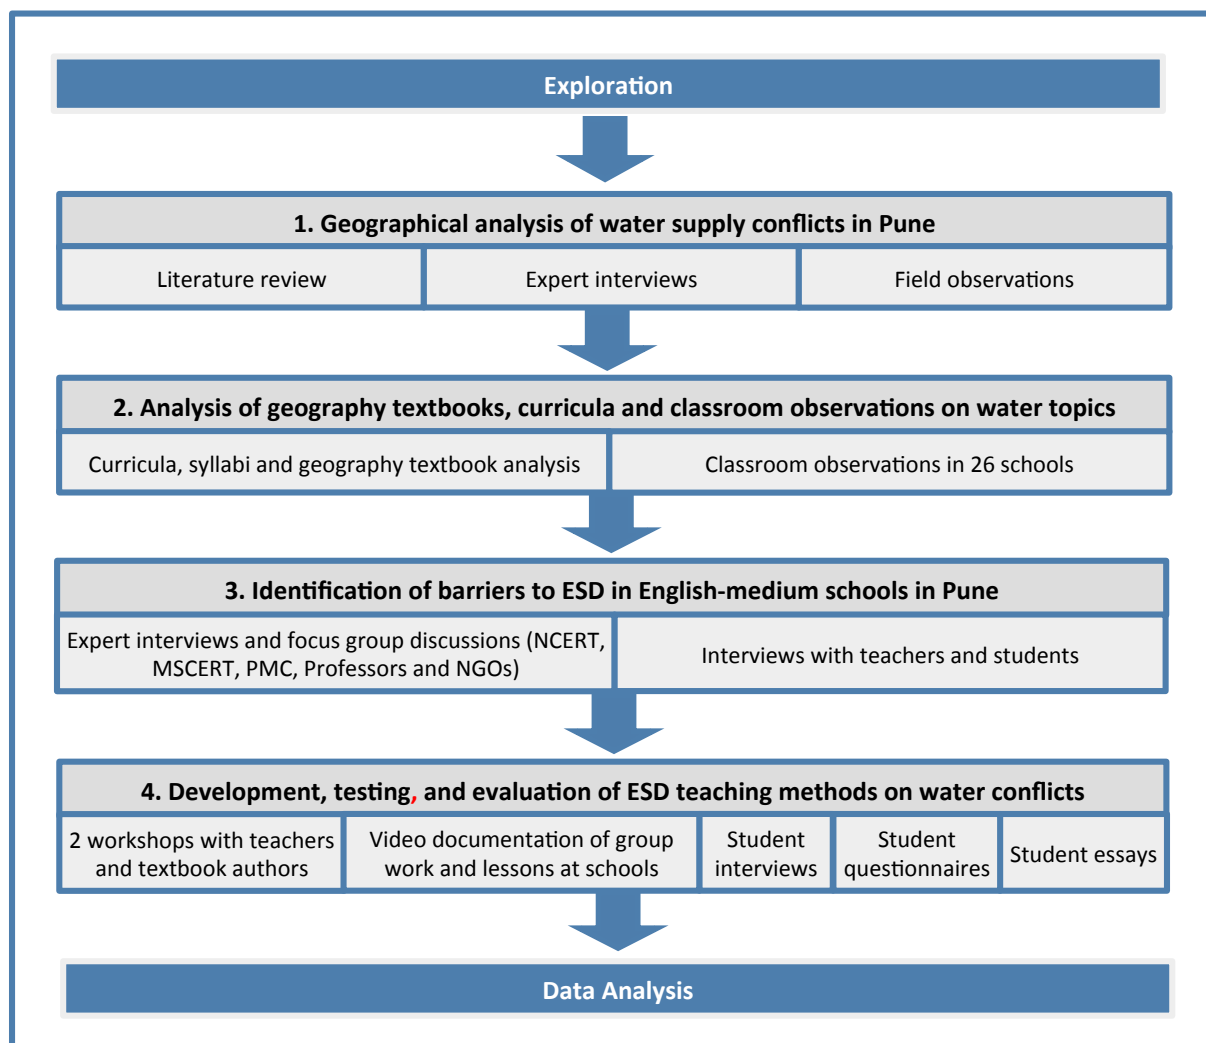 Exploration
1. Geographical analysis of water supply conflicts in Pune
Literature review
Expert interviews
Field observations
2. Analysis of geography textbooks, curricula and classroom observations on water topics
Curricula, syllabi and geography textbook analysis
Classroom observations in 26 schools
3. Identification of barriers to ESD in English-medium schools in Pune
Expert interviews and focus group discussions (NCERT,
MSCERT, PMC, Professors and NGOs)
Interviews with teachers and students
4. Development, testing, and evaluation of ESD teaching methods on water conflicts
2 workshops with teachers
and textbook authors
Video documentation of group
work and lessons at schools
Student
interviews
Student
questionnaires
Student essays
Data Analysis